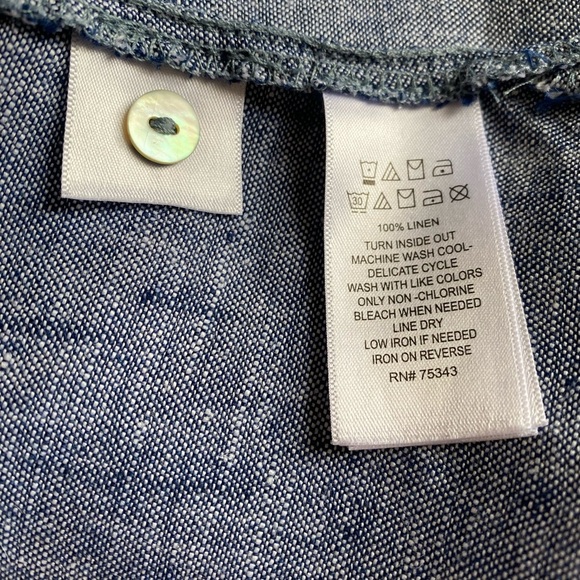 30
100% LINEN
TURN INSIDE OUT
MACHINE WASH COOL-
DELICATE CYCLE
WASH WITH LIKE COLORS
ONLY NON -CHLORINE
BLEACH WHEN NEEDED
LINE DRY
LOW IRON IF NEEDED
IRON ON REVERSE
RN# 75343